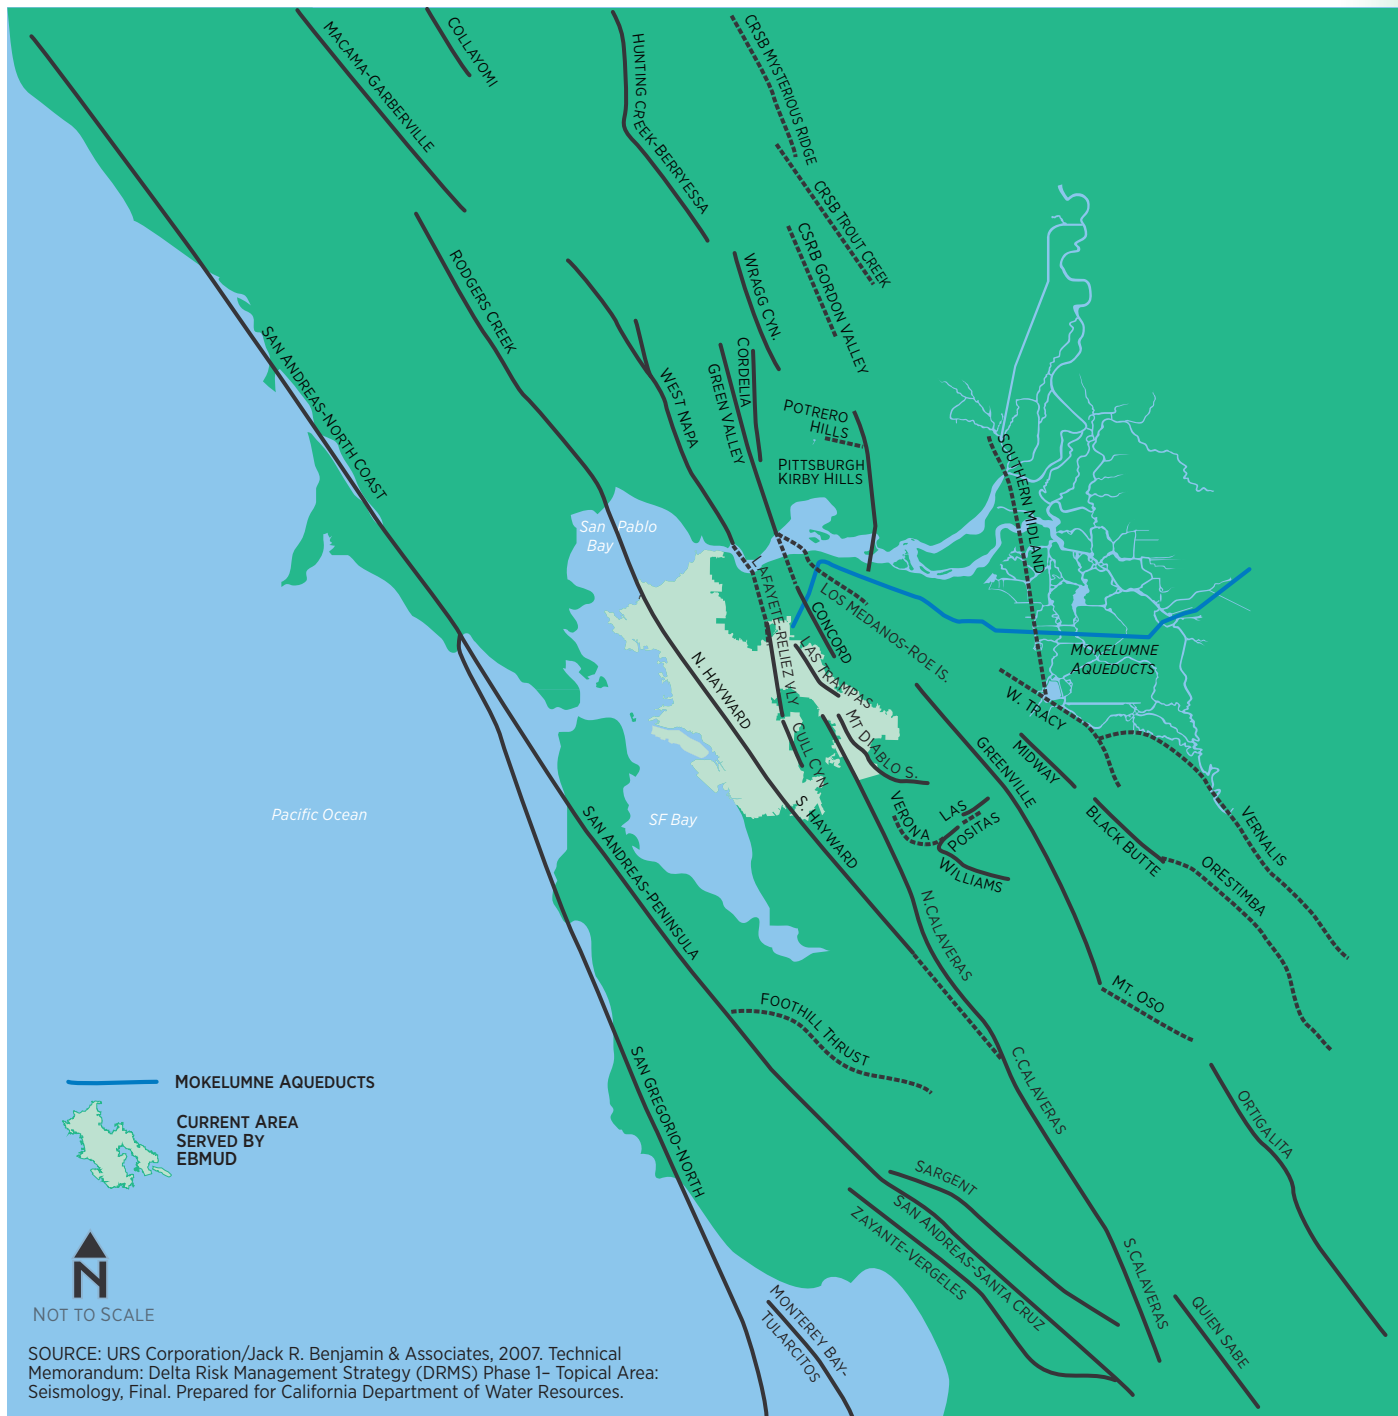 COLLAYOMI
MACAMA-GARBERVILLE
HUNTING CREEK-BERRYESSA
CRSB MYSTERIOUS RIDGE
CRSB TROUT CREEK
CSRB GORDON VALLEY
WRAGG CYN.
RODGERS CREEK
SAN ANDREAS-NORTH COAST
WEST NAPA
GREEN VALLEY
CORDELIA
POTRERO
HILLS
PITTSBURGH
KIRBY HILLS
SOUTHERN MIDLAND
San Pablo
Bay
LAFAYETE-RELIEZ VLY
CONCORD
LOS MEDANOS-ROE IS.
LAS TRAMPAS
MOKELUMNE
AQUEDUCTS
N. HAYWARD
W. TRACY
MT DIABLO S.
CULL CYN
GREENVILLE
MIDWAY
Pacific Ocean
SF Bay
S. HAYWARD
VERONA
LAS
POSITAS
WILLIAMS
BLACK BUTTE
VERNALIS
ORESTIMBA
SAN ANDREAS-PENINSULA
N.CALAVERAS
MT. OSO
FOOTHILL THRUST
C.CALAVERAS
SAN GREGORIO-NORTH
ORTIGALITA
SARGENT
SAN ANDREAS-SANTA CRUZ
ZAYANTE-VERGELES
S.CALAVERAS
QUIEN SABE
MONTEREY BAY-
TULARCITOS
MOKELUMNE AQUEDUCTS
CURRENT AREA
SERVED BY
EBMUD
N
NOT TO SCALE
SOURCE: URS Corporation/Jack R. Benjamin & Associates, 2007. Technical
Memorandum: Delta Risk Management Strategy (DRMS) Phase 1– Topical Area:
Seismology, Final. Prepared for California Department of Water Resources.